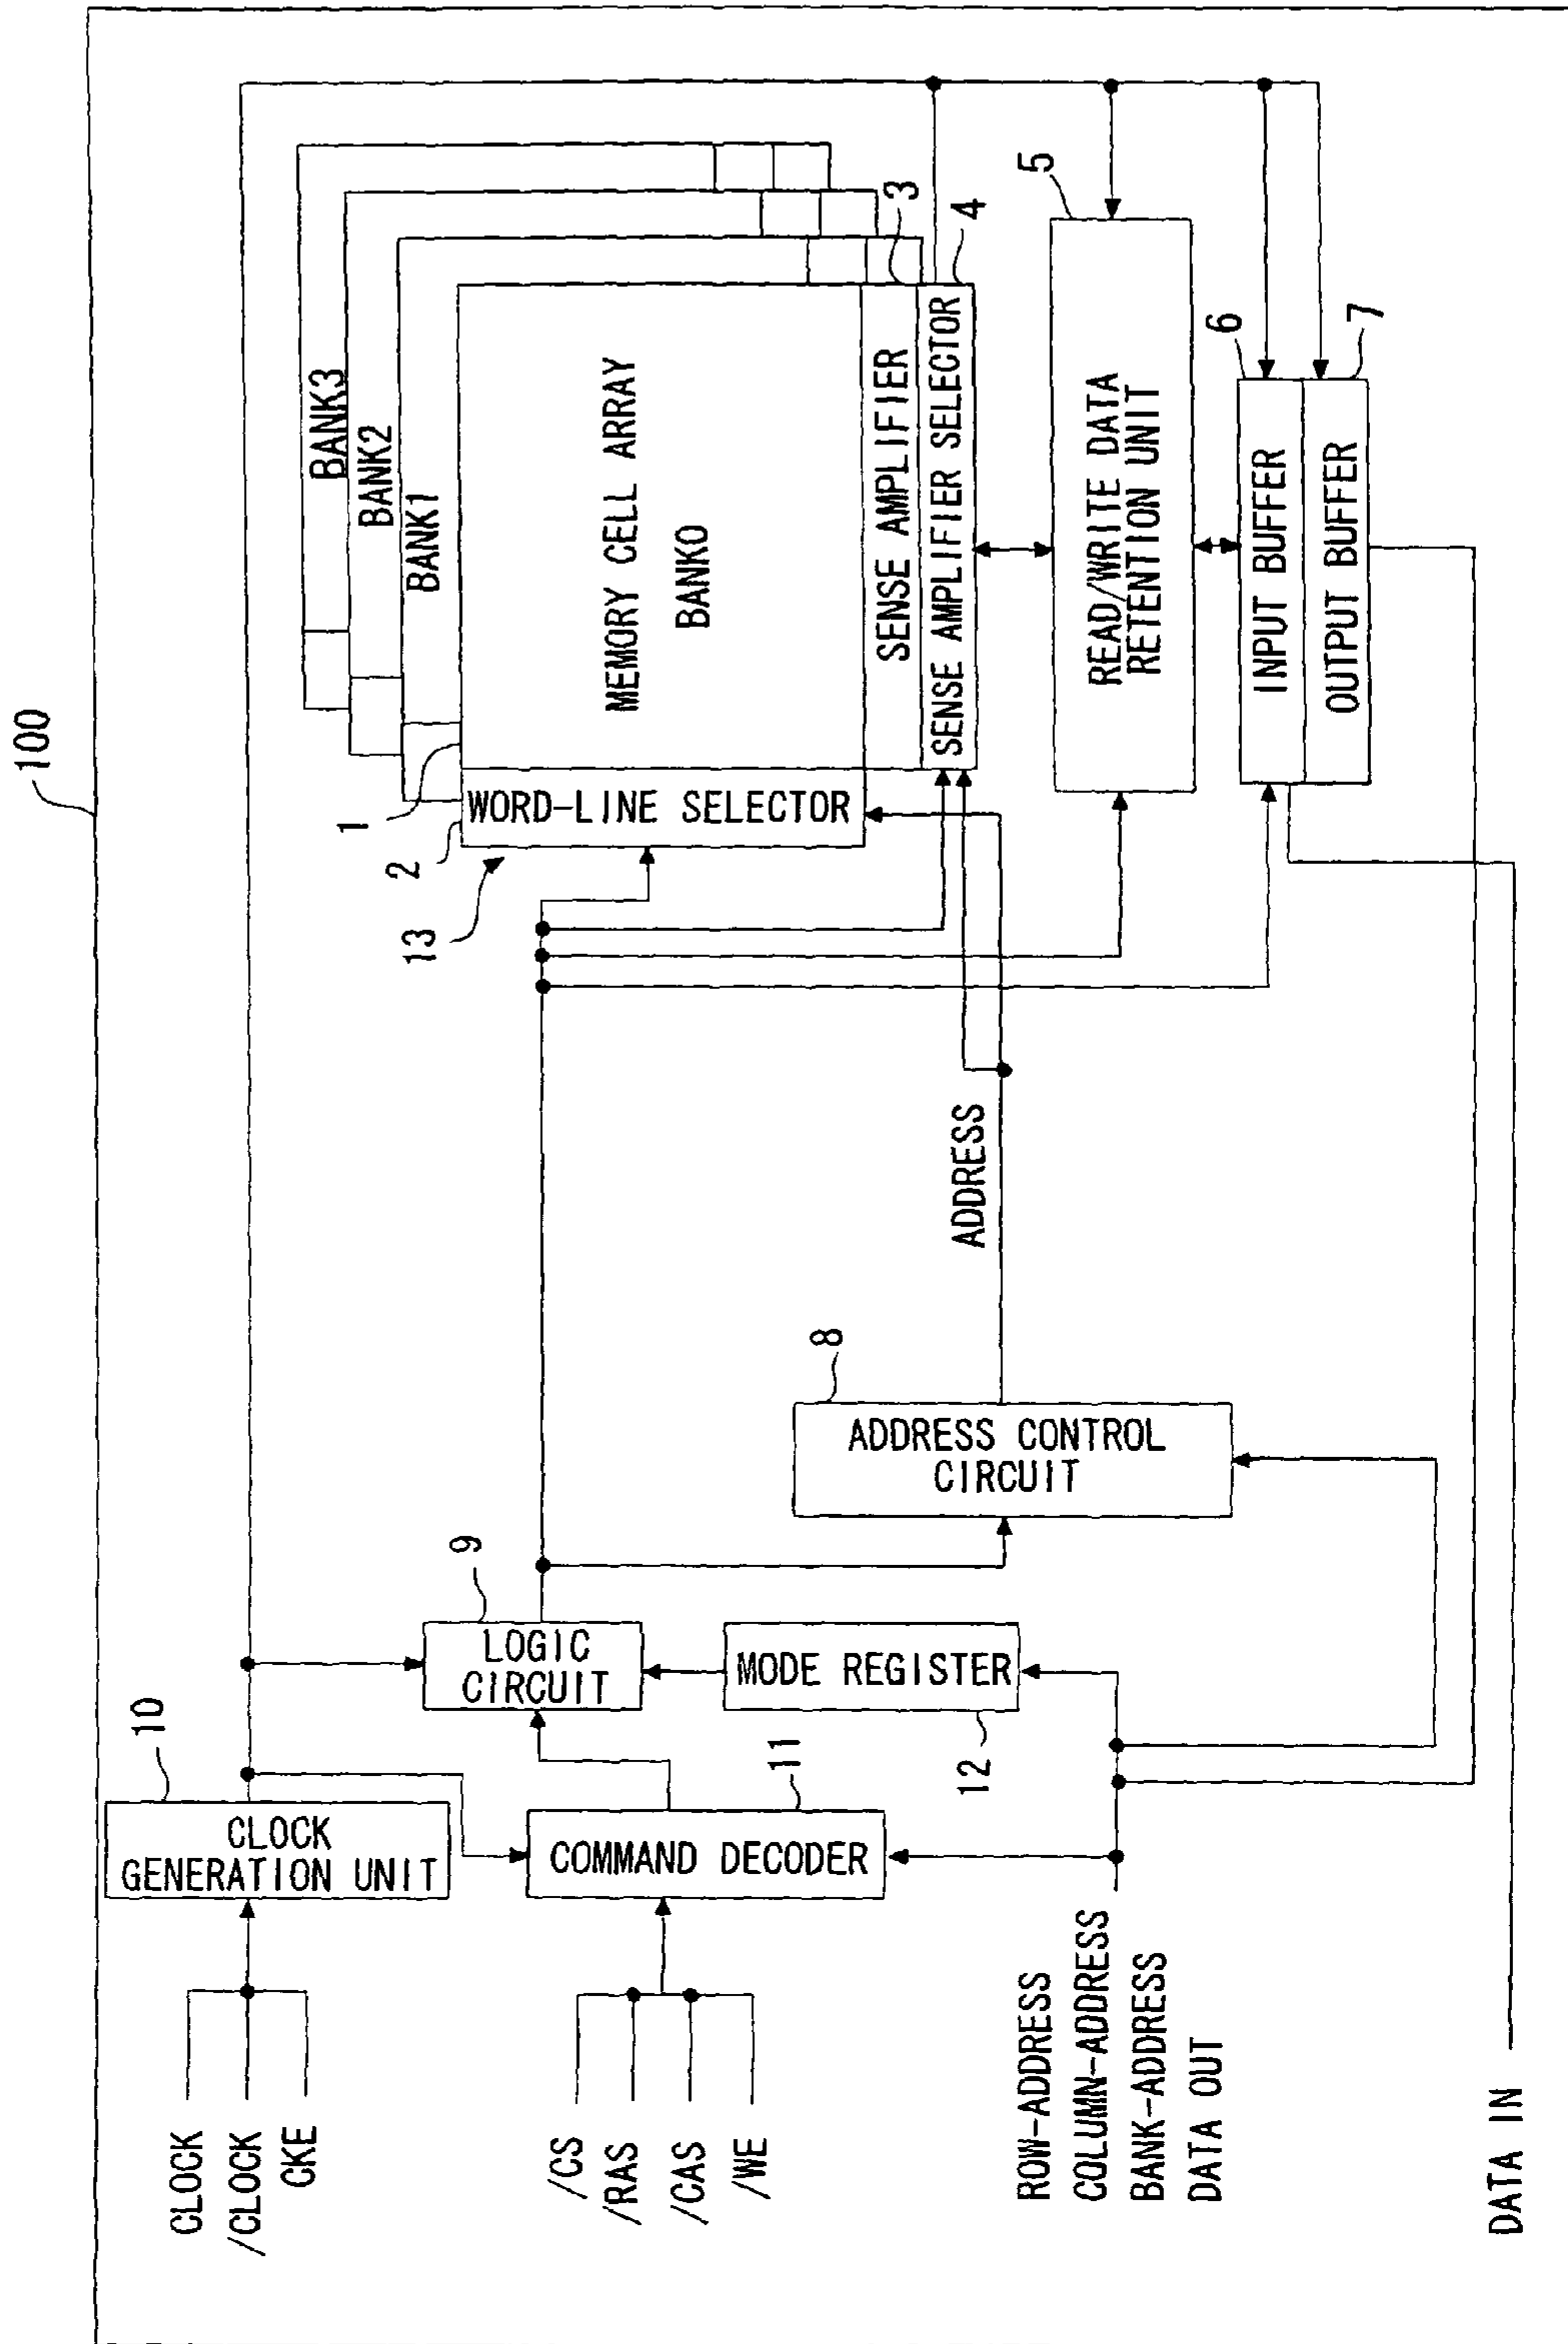 100
CLOCK
/CLOCK
CKE
10
CLOCK
GENERATION UNIT
/CS
/RAS
/CAS
/WE
11
COMMAND DECODER
9
LOGIC
CIRCUIT
12
MODE REGISTER
ROW-ADDRESS
COLUMN-ADDRESS
BANK-ADDRESS
DATA OUT
DATA IN
8
ADDRESS CONTROL
CIRCUIT
ADDRESS
13
2
1
WORD-LINE SELECTOR
BANK3
BANK2
BANK1
MEMORY CELL ARRAY
BANK0
SENSE AMPLIFIER
3
SENSE AMPLIFIER SELECTOR
4
5
READ/WRITE DATA
RETENTION UNIT
6
INPUT BUFFER
OUTPUT BUFFER
7